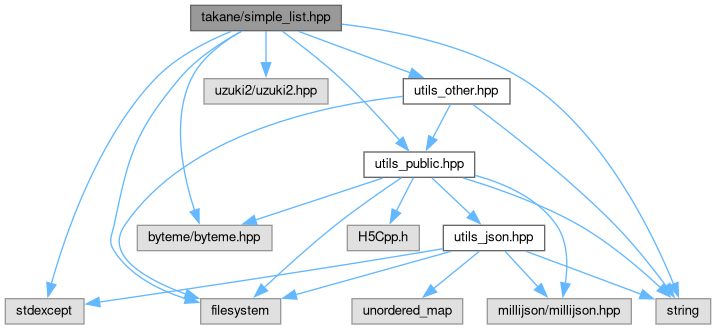 takane/simple_list.hpp
uzuki2/uzuki2.hpp
utils_other.hpp
utils_public.hpp
byteme/byteme.hpp
H5Cpp.h
utils_json.hpp
stdexcept
filesystem
unordered_map
millijson/millijson.hpp
string